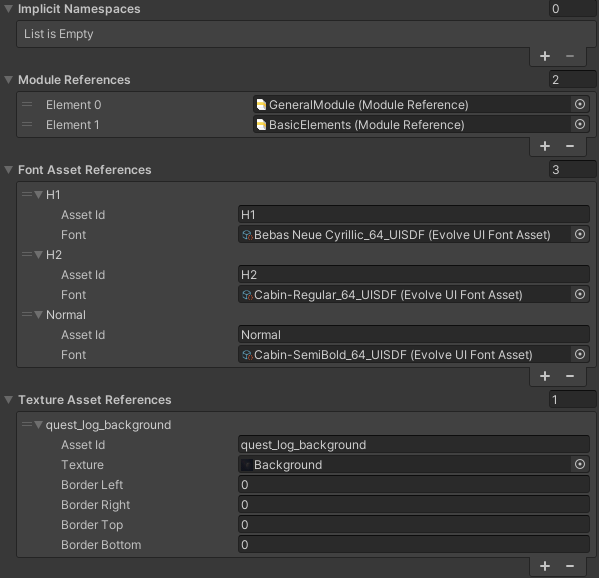 Implicit Namespaces 0
List is Empty
Module References 2
Element 0 GeneralModule (Module Reference)
Element 1 BasicElements (Module Reference)
Font Asset References 3
H1
Asset Id H1
Font Bebas Neue Cyrillic_64_UISDF (Evolve UI Font Asset)
H2
Asset Id H2
Font Cabin-Regular_64_UISDF (Evolve UI Font Asset)
Normal
Asset Id Normal
Font Cabin-SemiBold_64_UISDF (Evolve UI Font Asset)
Texture Asset References 1
quest_log_background
Asset Id quest_log_background
Texture Background
Border Left 0
Border Right 0
Border Top 0
Border Bottom 0